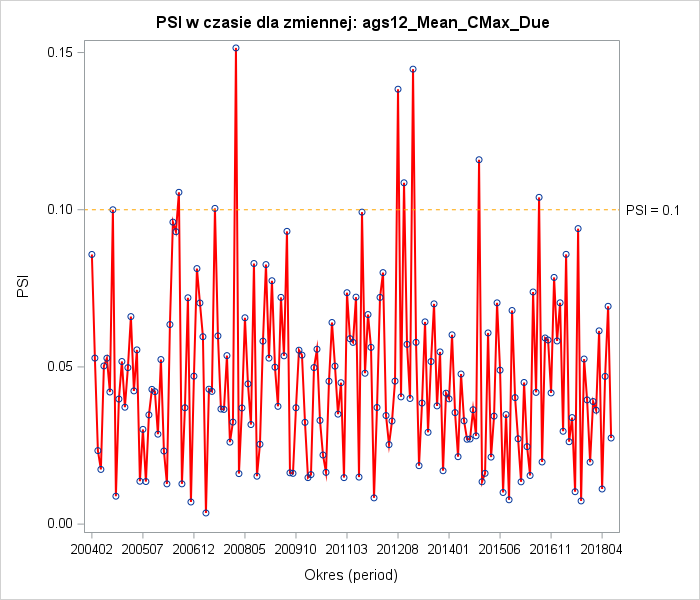 PSI w czasie dla zmiennej: ags12_Mean_CMax_Due
0.15
0.10
PSI = 0.1
PSI
0.05
0.00
200402 200507 200612 200805 200910 201103 201208 201401 201506 201611 201804
Okres (period)